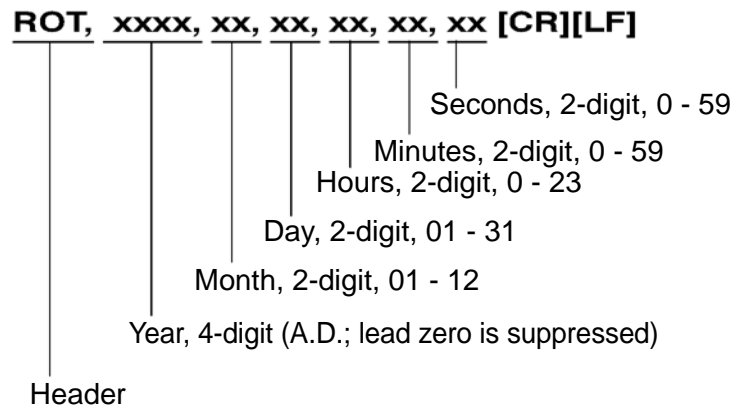 ROT, xxxx, xx, xx, xx, xx, xx [CR][LF]
Seconds, 2-digit, 0 - 59
Minutes, 2-digit, 0 - 59
Hours, 2-digit, 0 - 23
Day, 2-digit, 01 - 31
Month, 2-digit, 01 - 12
Year, 4-digit (A.D.; lead zero is suppressed)
Header